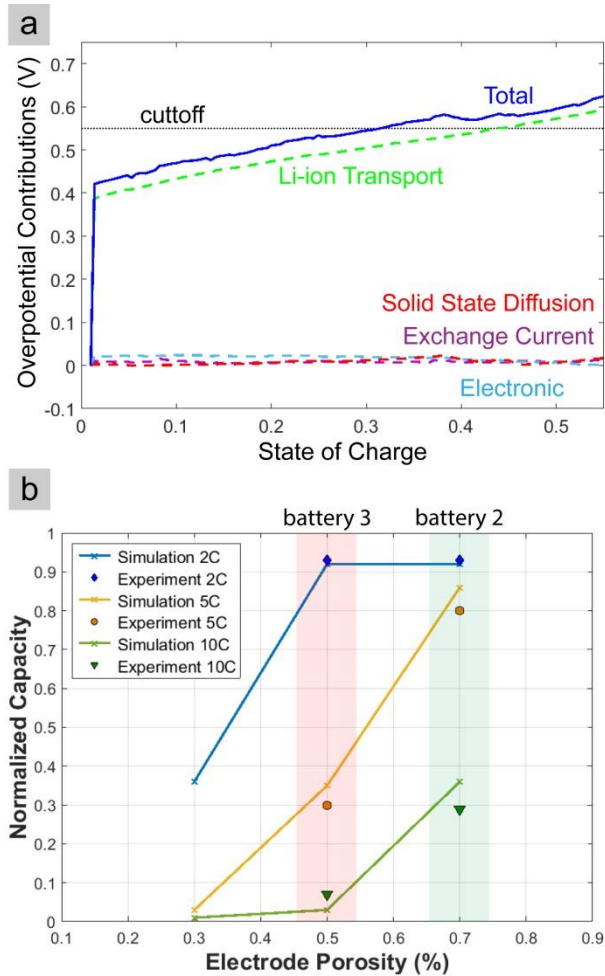 a
Overpotential Contributions (V)
0.7
0.6
0.5
0.4
0.3
0.2
0.1
0
-0.1
cuttoff
Total
Li-ion Transport
Solid State Diffusion
Exchange Current
Electronic
0
0.1
0.2
0.3
0.4
0.5
State of Charge
b
battery 3
battery 2
Normalized Capacity
1
0.9
0.8
0.7
0.6
0.5
0.4
0.3
0.2
0.1
0
Simulation 2C
Experiment 2C
Simulation 5C
Experiment 5C
Simulation 10C
Experiment 10C
0.1
0.2
0.3
0.4
0.5
0.6
0.7
0.8
0.9
Electrode Porosity (%)